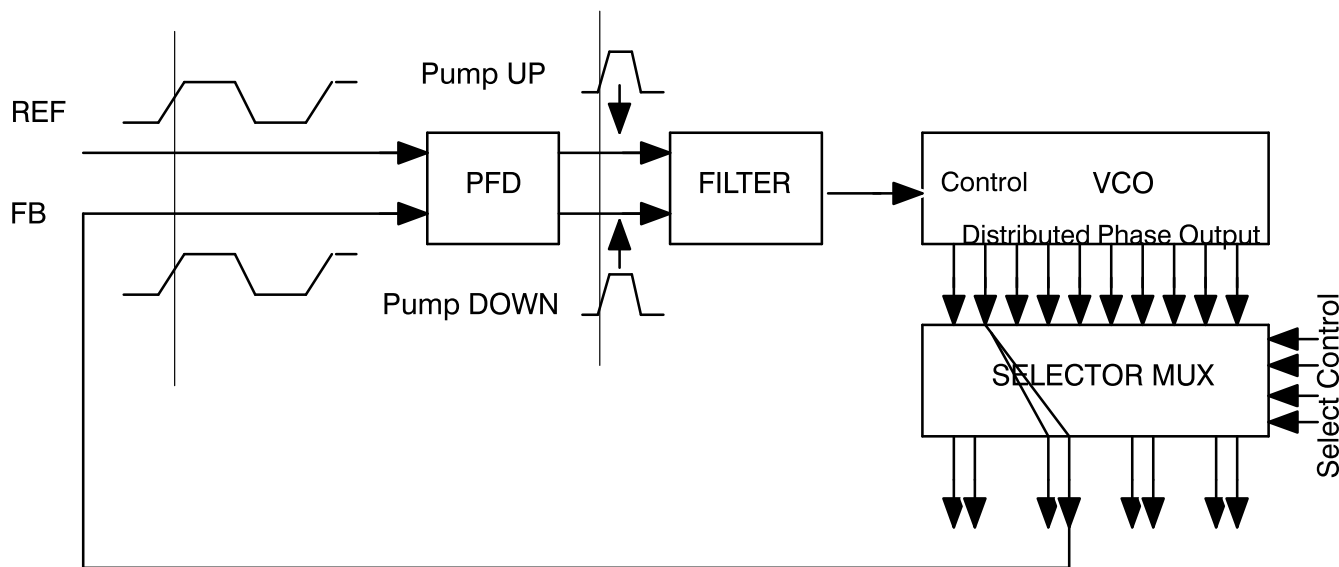 Pump UP
REF
PFD
FILTER
Control
VCO
FB
Distributed Phase Output
Pump DOWN
SELECTOR MUX
Select Control